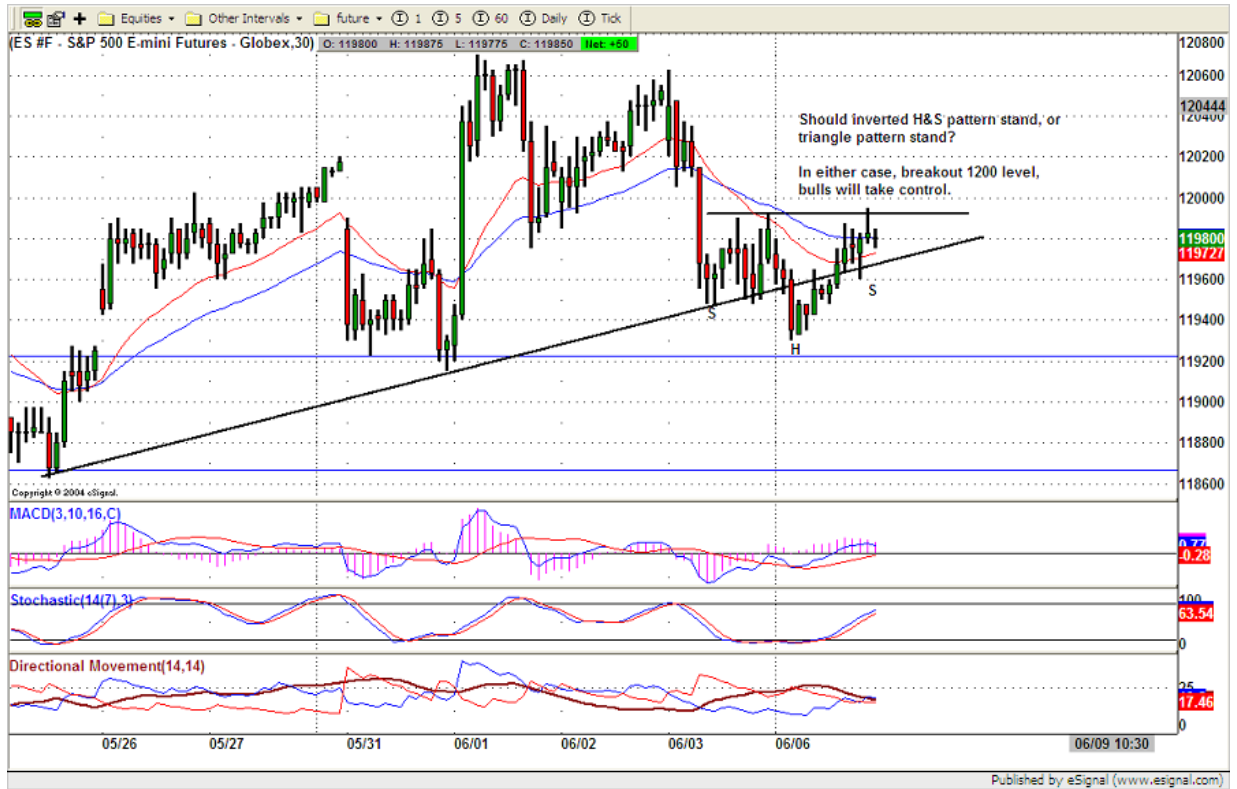 Equities Other Intervals future 1 5 60 Daily Tick
(ES #F - S&P 500 E-mini Futures - Globex,30) O: 119800 H: 119875 L: 119775 C: 119850 Net: +50
120800
120600
120444
120400
120200
120000
119800
119727
119600
119400
119200
119000
118800
118600
Should inverted H&S pattern stand, or
triangle pattern stand?
In either case, breakout 1200 level,
bulls will take control.
S
H
S
Copyright © 2004 eSignal.
MACD(3,10,16,C)
0.77
-0.28
Stochastic(14(7),3)
100
63.54
0
Directional Movement(14,14)
25
17.46
0
05/26 05/27 05/31 06/01 06/02 06/03 06/06 06/09 10:30
Published by eSignal (www.esignal.com)